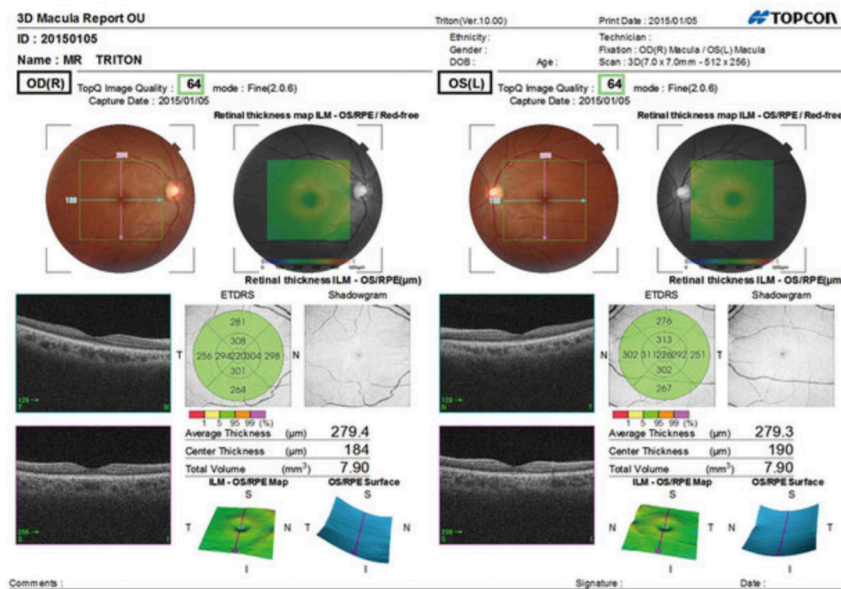 3D Macula Report OU
Triton(Ver.10.00)
Print Date : 2015/01/05
TOPCON
ID : 20150105
Ethnicity :
Technician :
Gender :
Fixation : OD(R) Macula / OS(L) Macula
Name : MR TRITON
DOB :
Age :
Scan : 3D(7.0 x 7.0mm - 512 x 256)
OD(R)
TopQ Image Quality : 64 mode : Fine(2.0.6)
Capture Date : 2015/01/05
Retinal thickness map ILM - OS/RPE / Red-free
Retinal thickness ILM - OS/RPE(µm)
ETDRS
Shadowgram
281
308
256 294 220 304 298
301
264
T
N
1 5 95 99 (%)
128
T
N
256
S
I
Average Thickness (µm) 279.4
Center Thickness (µm) 184
Total Volume (mm³) 7.90
ILM - OS/RPE Map
OS/RPE Surface
S
S
T
N
T
N
I
I
OS(L)
TopQ Image Quality : 64 mode : Fine(2.0.6)
Capture Date : 2015/01/05
Retinal thickness map ILM - OS/RPE / Red-free
Retinal thickness ILM - OS/RPE(µm)
ETDRS
Shadowgram
276
313
302 311 226 292 251
302
267
N
T
1 5 95 99 (%)
128
N
T
256
S
I
Average Thickness (µm) 279.3
Center Thickness (µm) 190
Total Volume (mm³) 7.90
ILM - OS/RPE Map
OS/RPE Surface
S
S
N
T
N
T
I
I
Comments :
Signature :
Date :